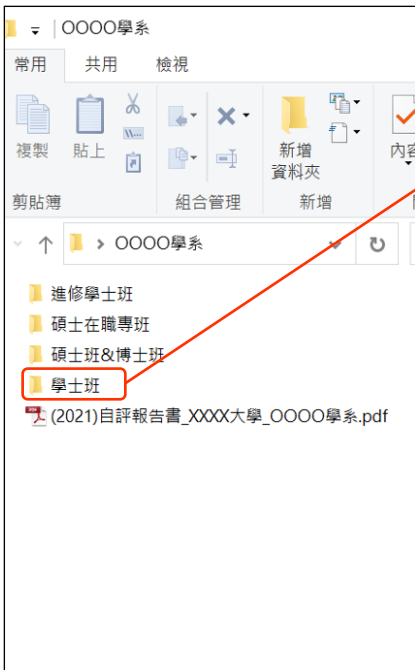 OOOO學系
常用 共用 檢視
複製 貼上 新增
資料夾
剪貼簿 組合管理 新增
OOOO學系
進修學士班
碩士在職專班
碩士班&博士班
學士班
(2021)自評報告書_XXXX大學_OOOO學系.pdf